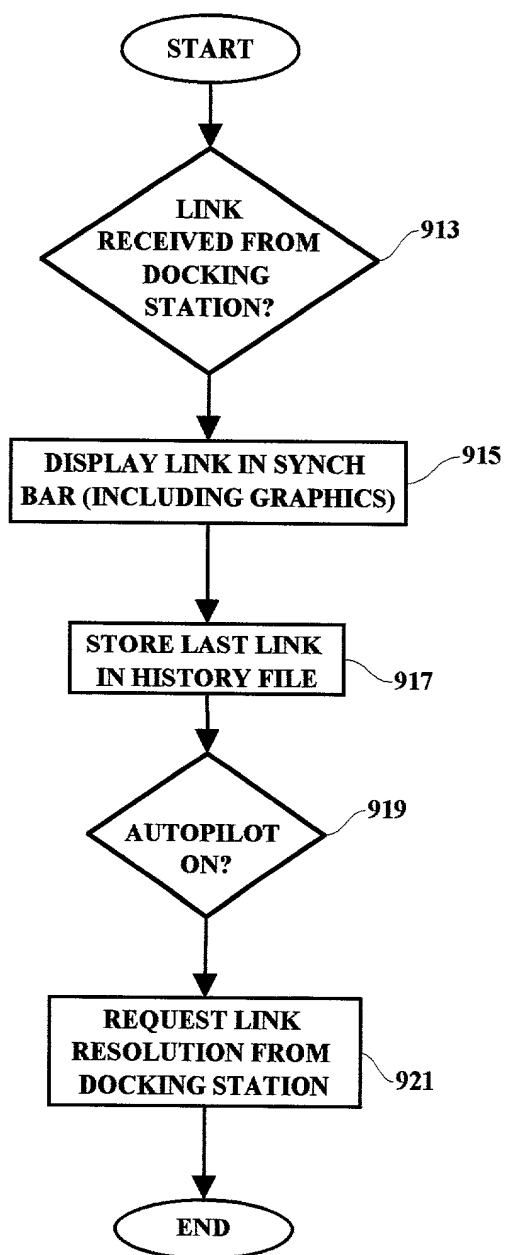 START
LINK
RECEIVED FROM
DOCKING
STATION?
913
DISPLAY LINK IN SYNCH
BAR (INCLUDING GRAPHICS)
915
STORE LAST LINK
IN HISTORY FILE
917
AUTOPILOT
ON?
919
REQUEST LINK
RESOLUTION FROM
DOCKING STATION
921
END